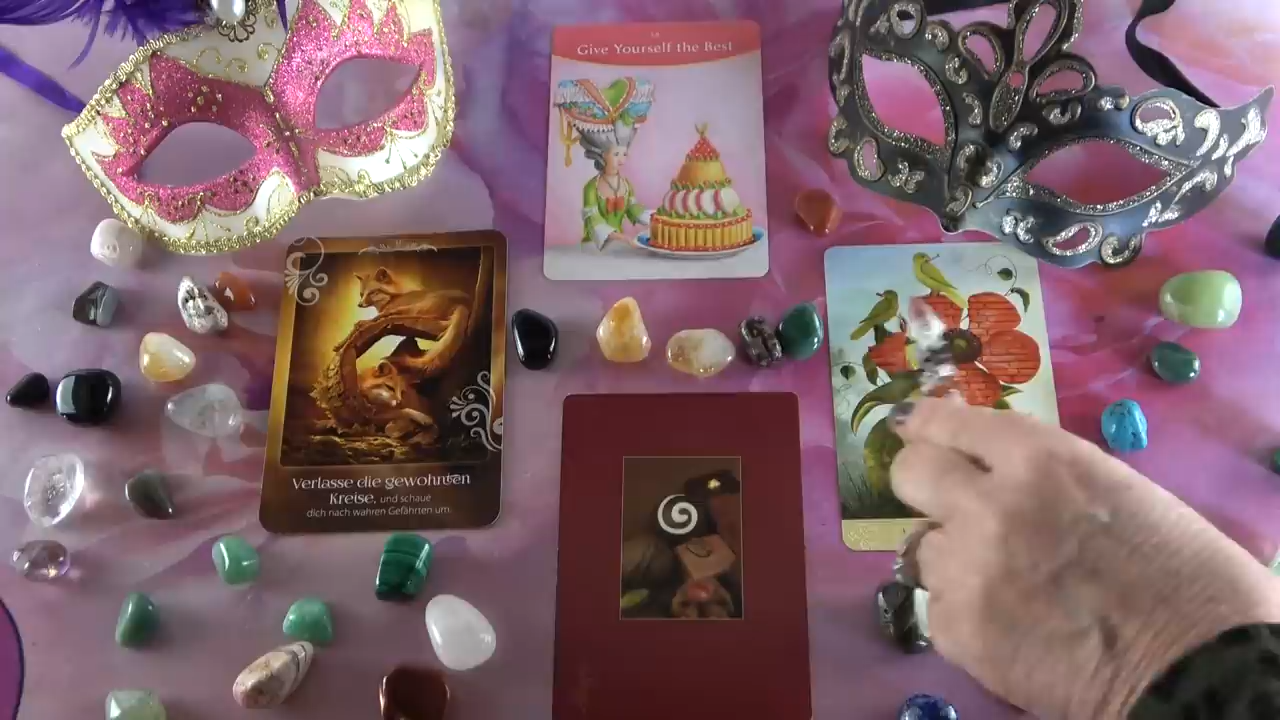 Give Yourself the Best
Verlasse die gewohnten
Kreise, und schaue
dich nach wahren Gefährten um.